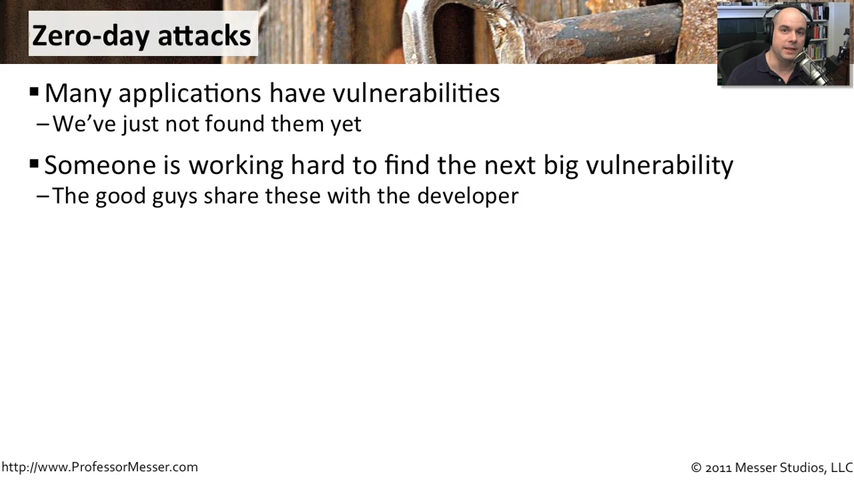 Zero-day attacks
▪ Many applications have vulnerabilities
– We've just not found them yet
▪ Someone is working hard to find the next big vulnerability
– The good guys share these with the developer
http://www.ProfessorMesser.com
© 2011 Messer Studios, LLC